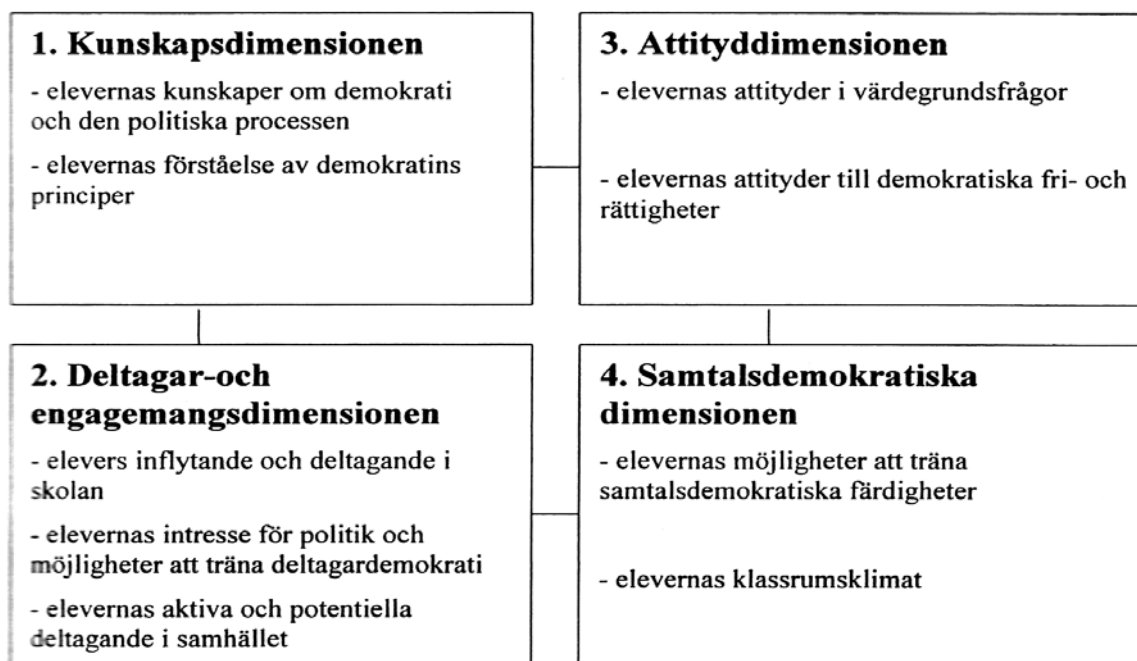 1. Kunskapsdimensionen
- elevernas kunskaper om demokrati
och den politiska processen
- elevernas förståelse av demokratins
principer
3. Attityddimensionen
- elevernas attityder i värdegrundsfrågor
- elevernas attityder till demokratiska fri- och
rättigheter
2. Deltagar-och
engagemangsdimensionen
- elevers inflytande och deltagande i
skolan
- elevernas intresse för politik och
möjligheter att träna deltagardemokrati
- elevernas aktiva och potentiella
deltagande i samhället
4. Samtalsdemokratiska
dimensionen
- elevernas möjligheter att träna
samtalsdemokratiska färdigheter
- elevernas klassrumsklimat